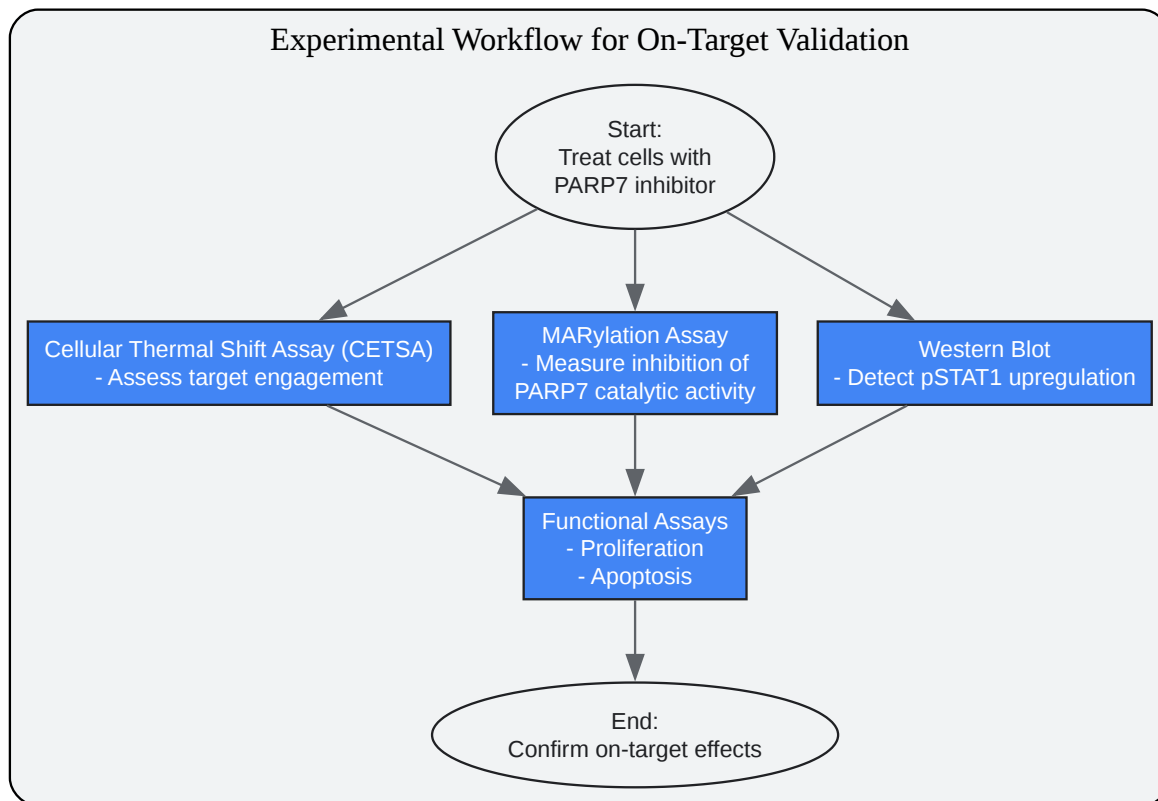 Experimental Workflow for On-Target Validation
Start:
Treat cells with
PARP7 inhibitor
Cellular Thermal Shift Assay (CETSA)
- Assess target engagement
MARylation Assay
- Measure inhibition of
PARP7 catalytic activity
Western Blot
- Detect pSTAT1 upregulation
Functional Assays
- Proliferation
- Apoptosis
End:
Confirm on-target effects